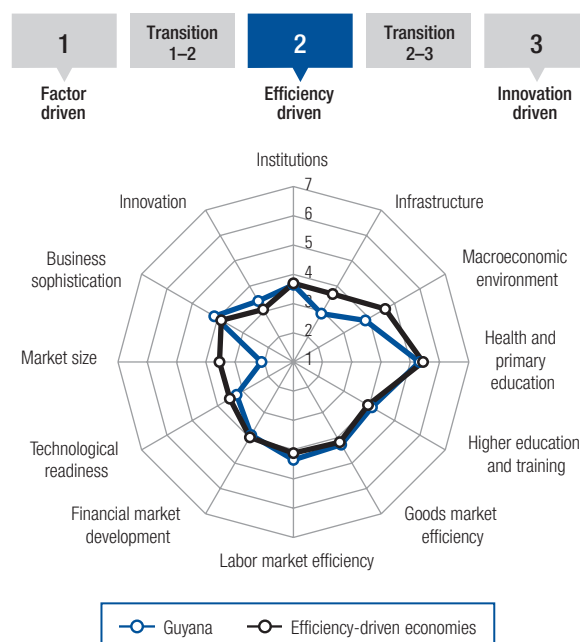 1
Transition
1–2
2
Transition
2–3
3
Factor
driven
Efficiency
driven
Innovation
driven
Institutions
7
6
5
4
3
2
1
Infrastructure
Macroeconomic
environment
Health and
primary
education
Higher education
and training
Goods market
efficiency
Labor market efficiency
Financial market
development
Technological
readiness
Market size
Business
sophistication
Innovation
Guyana
Efficiency-driven economies